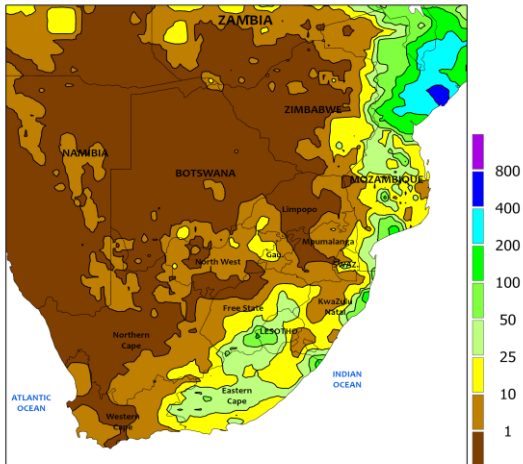 ZAMBIA
ZIMBABWE
NAMIBIA
BOTSWANA
MOZAMBIQUE
Limpopo
Mpumalanga
Gau.
North West
SWAZ.
Free State
KwaZulu
Natal
LESOTHO
Northern
Cape
INDIAN
OCEAN
Eastern
Cape
ATLANTIC
OCEAN
Western
Cape
800
400
200
100
50
25
10
1